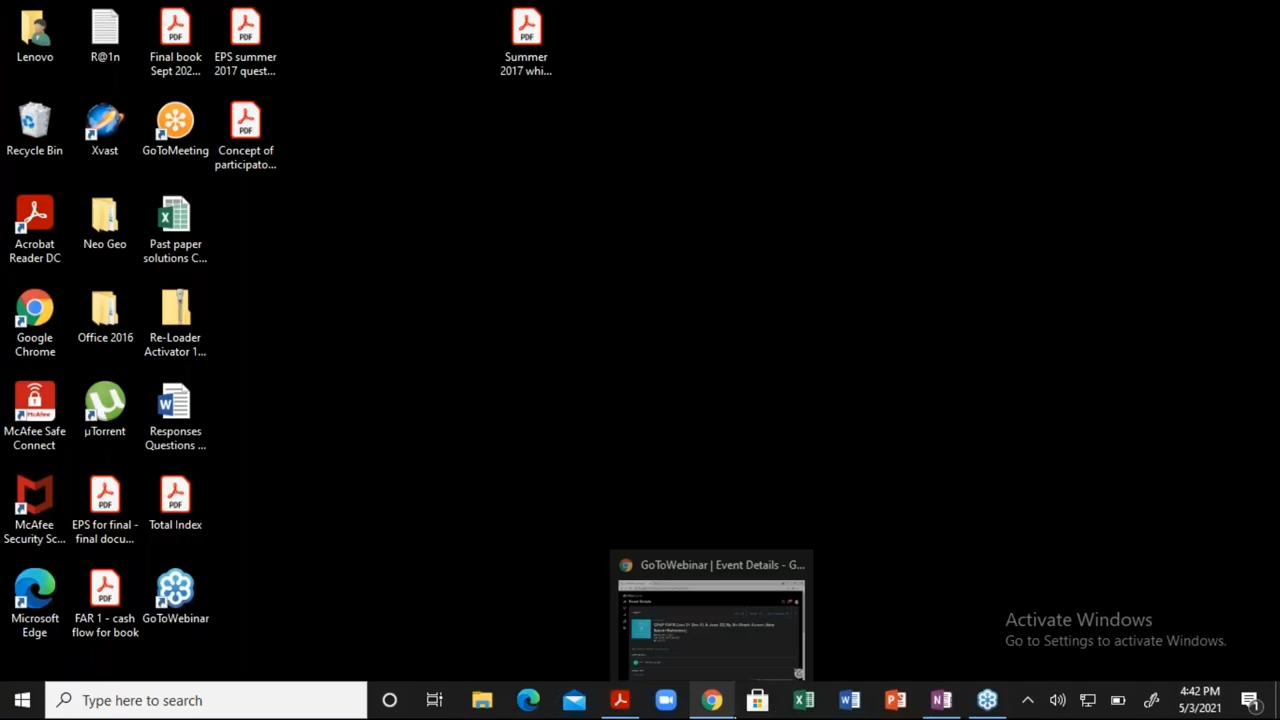 Lenovo
R@1n
Final book
Sept 202...
EPS summer
2017 quest...
Summer
2017 whi...
Recycle Bin
Xvast
GoToMeeting
Concept of
participato...
Acrobat
Reader DC
Neo Geo
Past paper
solutions C...
Google
Chrome
Office 2016
Re-Loader
Activator 1...
McAfee Safe
Connect
µTorrent
Responses
Questions ...
McAfee
Security Sc...
EPS for final -
final docu...
Total Index
Microsoft
Edge
FAR 1 - cash
flow for book
GoToWebinar
GoToWebinar | Event Details - G...
Activate Windows
Go to Settings to activate Windows.
Type here to search
4:42 PM
5/3/2021